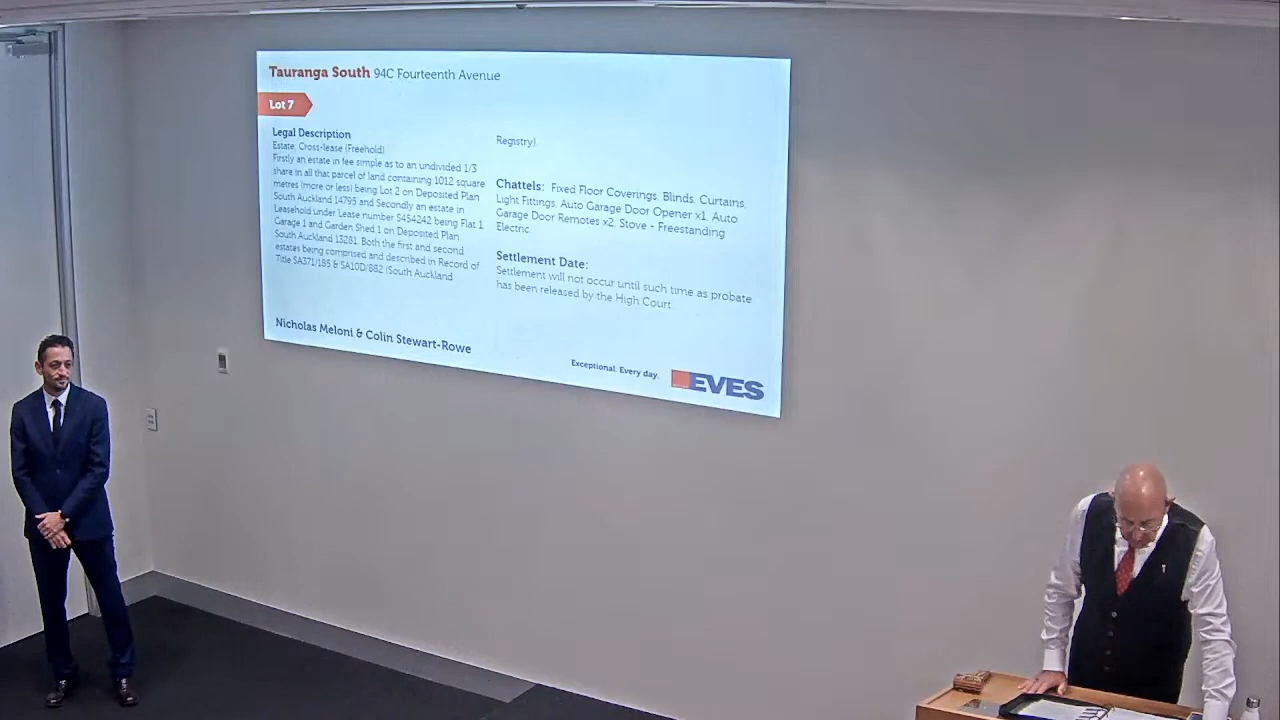 Tauranga South 94C Fourteenth Avenue
Lot 7
Legal Description
Estate: Cross-lease (Freehold)
Firstly an estate in fee simple as to an undivided 1/3
share in all that parcel of land containing 1012 square
metres (more or less) being Lot 2 on Deposited Plan
South Auckland 14795 and Secondly an estate in
Leasehold under Lease number S454242 being Flat 1
Garage 1 and Garden Shed 1 on Deposited Plan
South Auckland 13281. Both the first and second
estates being comprised and described in Record of
Title SA371/185 & SA10D/882 (South Auckland
Registry).
Chattels: Fixed Floor Coverings, Blinds, Curtains,
Light Fittings, Auto Garage Door Opener x1, Auto
Garage Door Remotes x2, Stove - Freestanding
Electric.
Settlement Date:
Settlement will not occur until such time as probate
has been released by the High Court
Nicholas Meloni & Colin Stewart-Rowe
Exceptional. Every day.
EVES